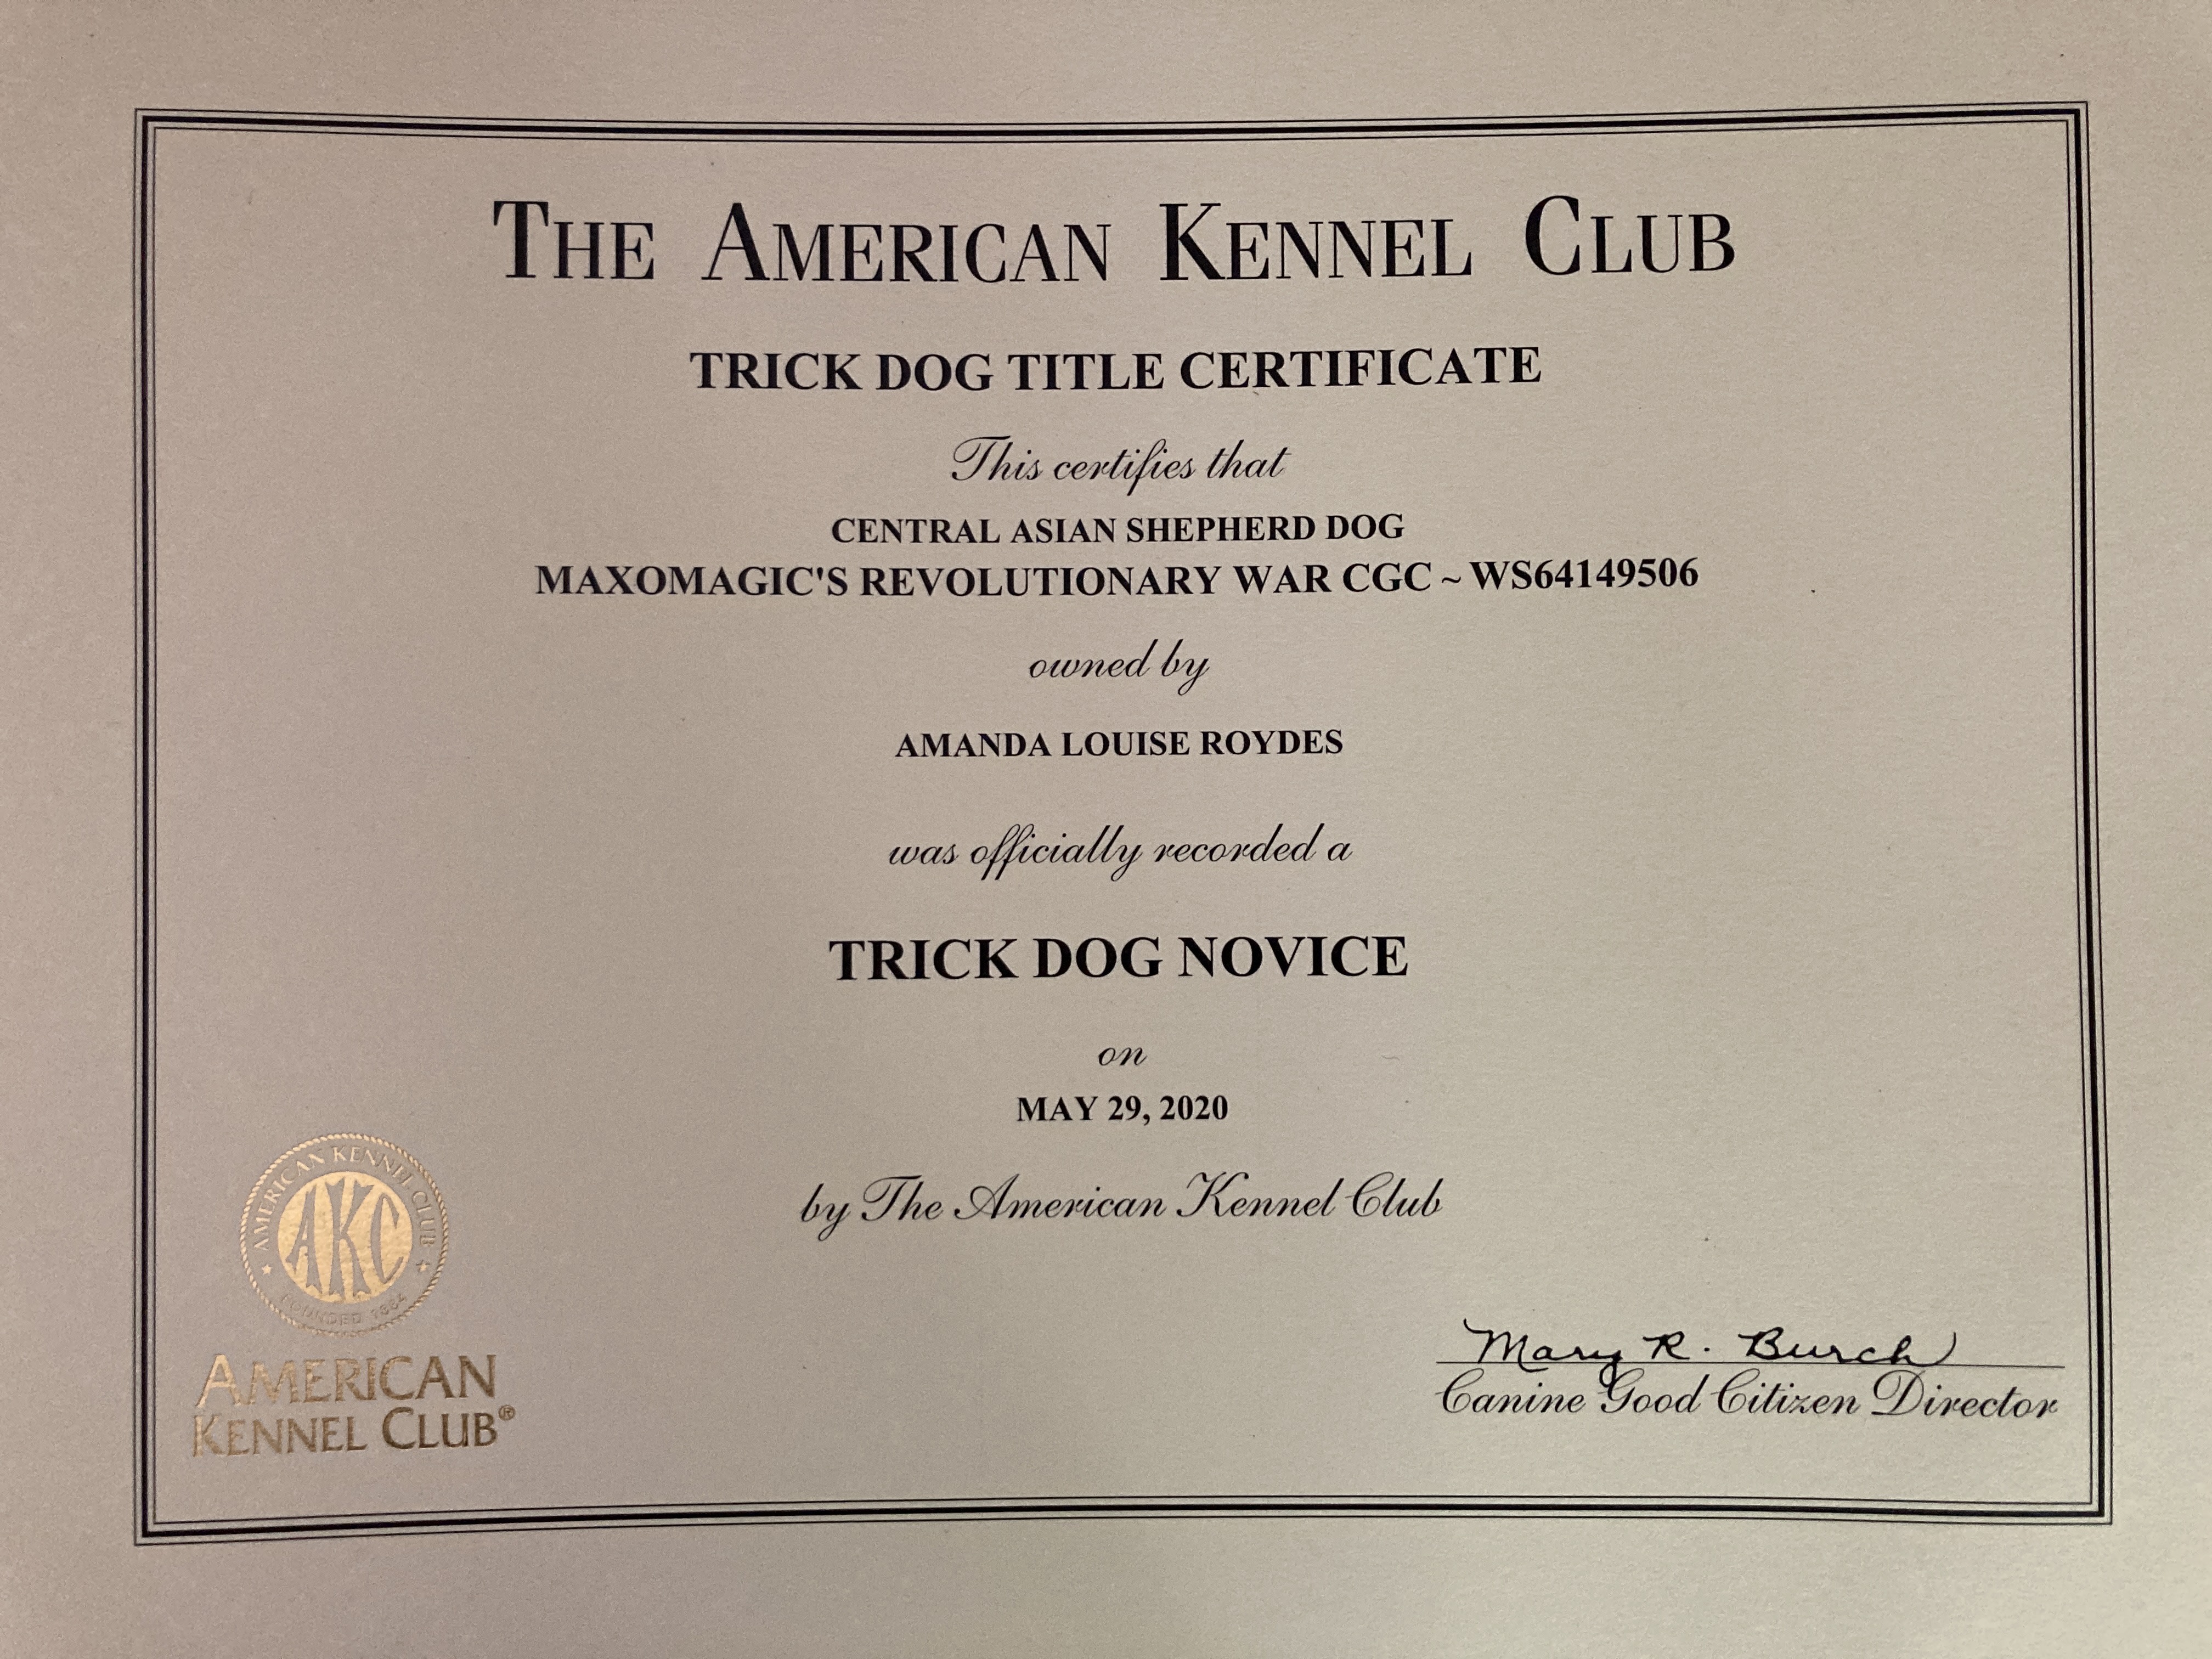 THE AMERICAN KENNEL CLUB
TRICK DOG TITLE CERTIFICATE
This certifies that
CENTRAL ASIAN SHEPHERD DOG
MAXOMAGIC'S REVOLUTIONARY WAR CGC ~ WS64149506
owned by
AMANDA LOUISE ROYDES
was officially recorded a
TRICK DOG NOVICE
on
MAY 29, 2020
by The American Kennel Club
AMERICAN KENNEL CLUB
AKC
FOUNDED 1884
AMERICAN
KENNEL CLUB®
Mary R. Burch
Canine Good Citizen Director